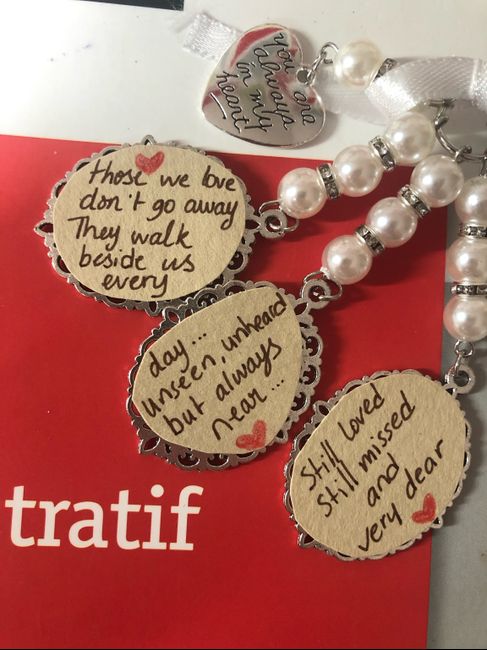 you are
always
in my
heart
those we love
don't go away
They walk
beside us
every
day...
unseen, unheard
but always
near...
still loved
still missed
and
very dear
tratif